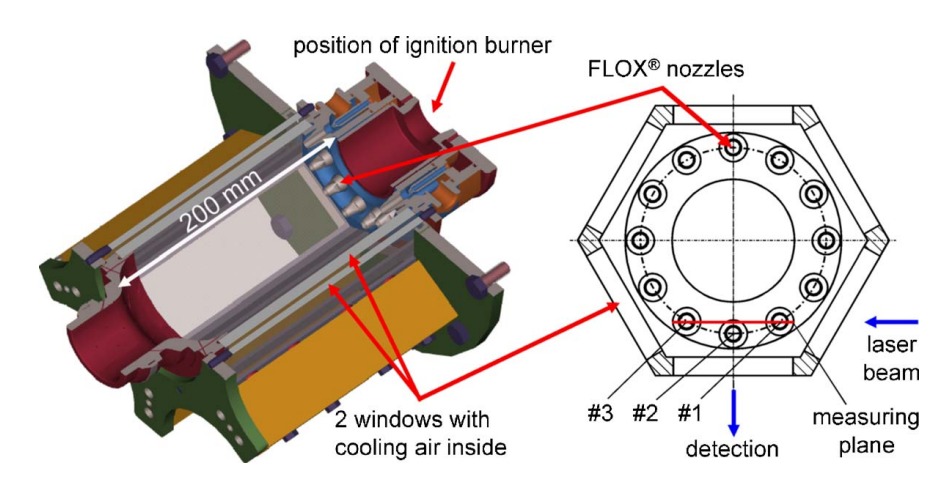 position of ignition burner
FLOX® nozzles
200 mm
laser
beam
#3 #2 #1
measuring
plane
2 windows with
cooling air inside
detection